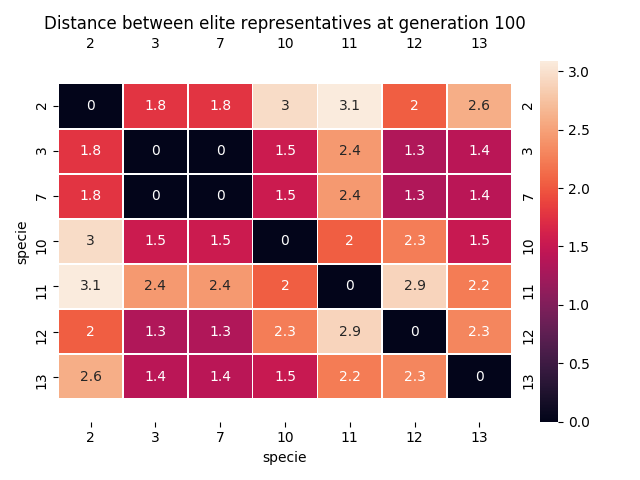 Distance between elite representatives at generation 100
2 3 7 10 11 12 13
3.0
2 0 1.8 1.8 3 3.1 2 2.6 2
2.5
3 1.8 0 0 1.5 2.4 1.3 1.4 3
7 1.8 0 0 1.5 2.4 1.3 1.4 7
2.0
specie
10 3 1.5 1.5 0 2 2.3 1.5 10
1.5
11 3.1 2.4 2.4 2 0 2.9 2.2 11
1.0
12 2 1.3 1.3 2.3 2.9 0 2.3 12
0.5
13 2.6 1.4 1.4 1.5 2.2 2.3 0 13
0.0
2 3 7 10 11 12 13
specie